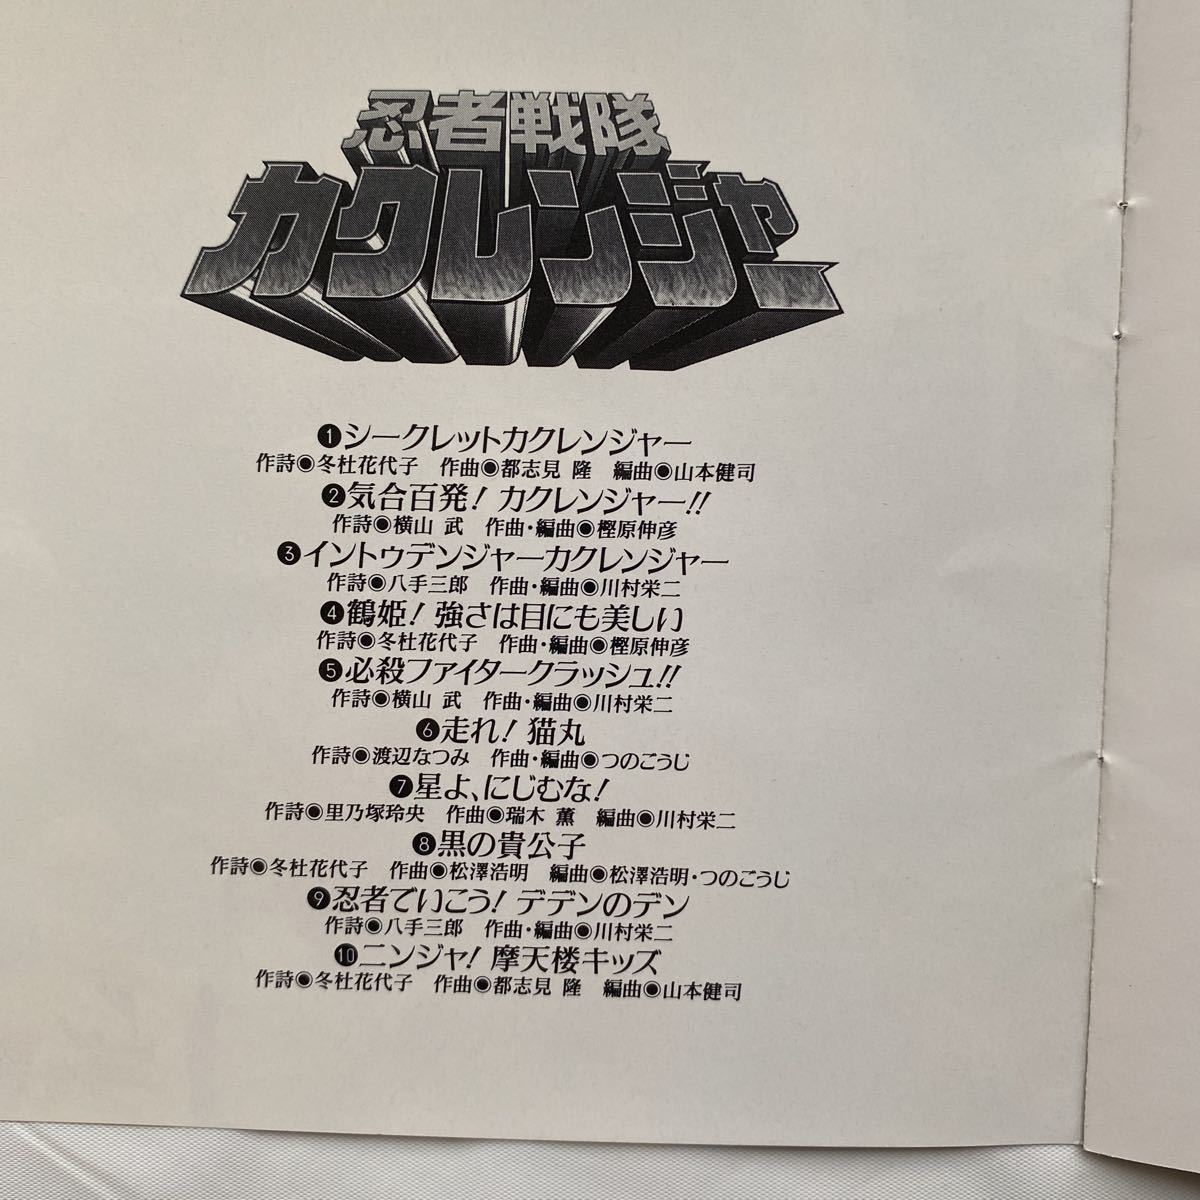 忍者戦隊
カクレンジャー
❶シークレットカクレンジャー
作詩◉冬杜花代子 作曲◉都志見 隆 編曲◉山本健司
❷気合百発! カクレンジャー!!
作詩◉横山 武 作曲・編曲◉樫原伸彦
❸イントゥデンジャーカクレンジャー
作詩◉八手三郎 作曲・編曲◉川村栄二
❹鶴姫! 強さは目にも美しい
作詩◉冬杜花代子 作曲・編曲◉樫原伸彦
❺必殺ファイタークラッシュ!!
作詩◉横山 武 作曲・編曲◉川村栄二
❻走れ! 猫丸
作詩◉渡辺なつみ 作曲・編曲◉つのごうじ
❼星よ、にじむな!
作詩◉里乃塚玲央 作曲◉瑞木 薫 編曲◉川村栄二
❽黒の貴公子
作詩◉冬杜花代子 作曲◉松澤浩明 編曲◉松澤浩明・つのごうじ
❾忍者でいこう! デデンのデン
作詩◉八手三郎 作曲・編曲◉川村栄二
❿ニンジャ! 摩天楼キッズ
作詩◉冬杜花代子 作曲◉都志見 隆 編曲◉山本健司